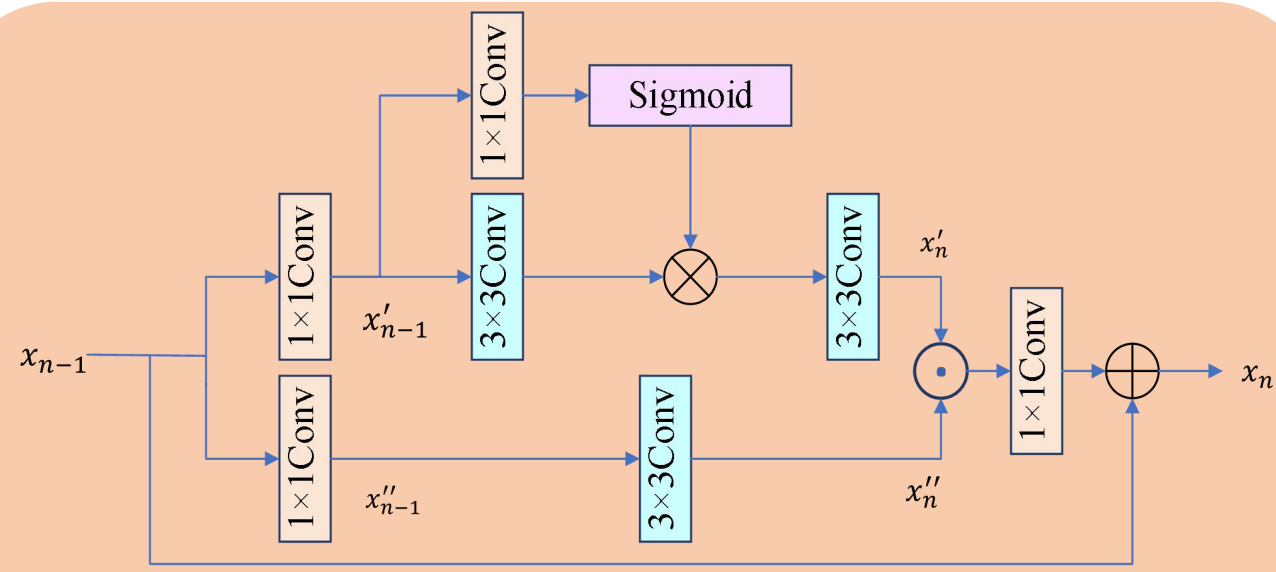 1×1Conv
Sigmoid
1×1Conv
3×3Conv
3×3Conv
x′ₙ
x′ₙ₋₁
xₙ₋₁
1×1Conv
xₙ
1×1Conv
3×3Conv
x″ₙ₋₁
x″ₙ